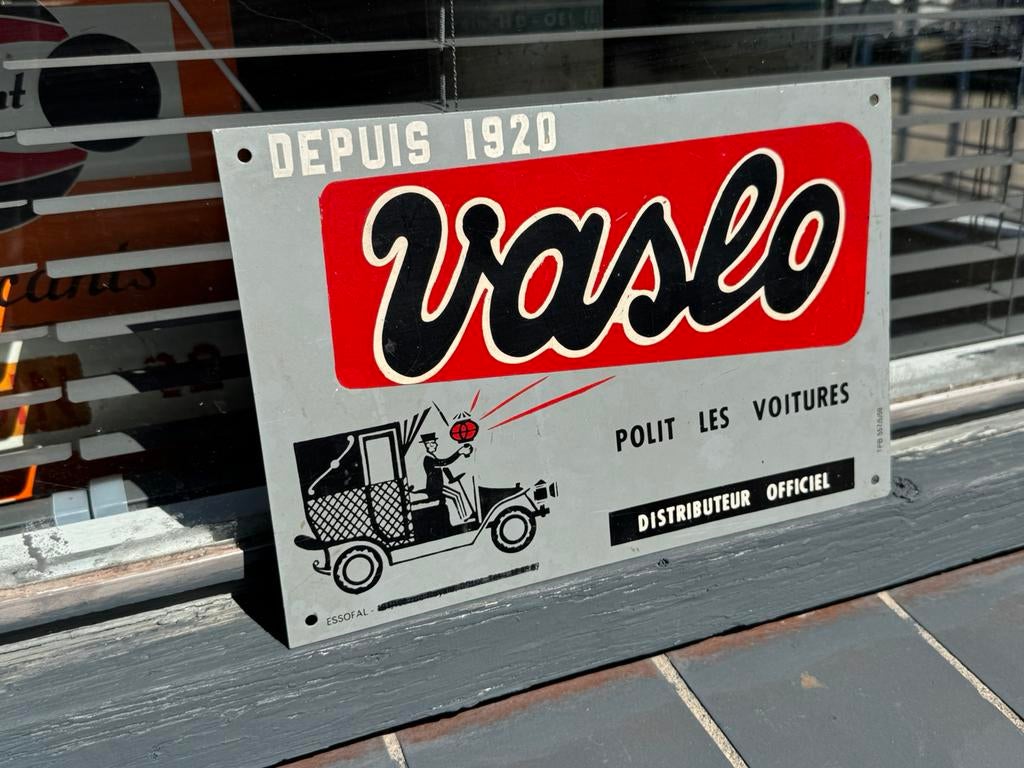 DEPUIS 1920
vaslo
POLIT LES VOITURES
DISTRIBUTEUR OFFICIEL
ESSOFAL -